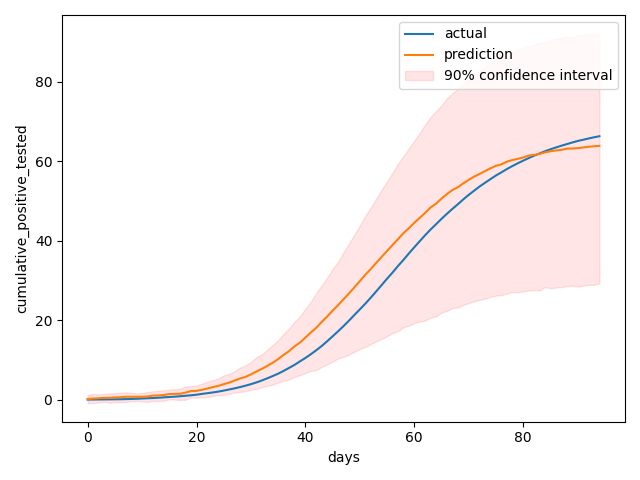 actual
prediction
90% confidence interval
80
60
40
20
0
cumulative_positive_tested
0 20 40 60 80
days